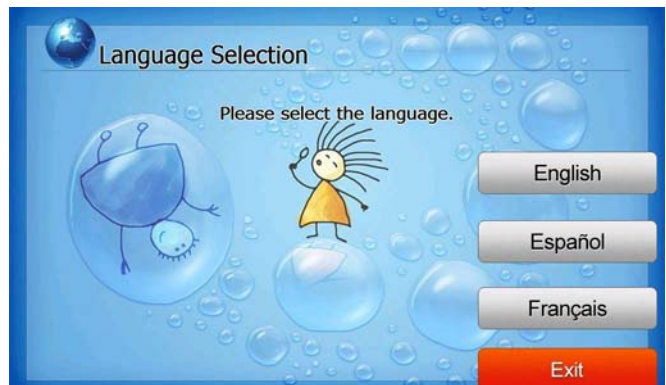 Language Selection
Please select the language.
English
Español
Français
Exit